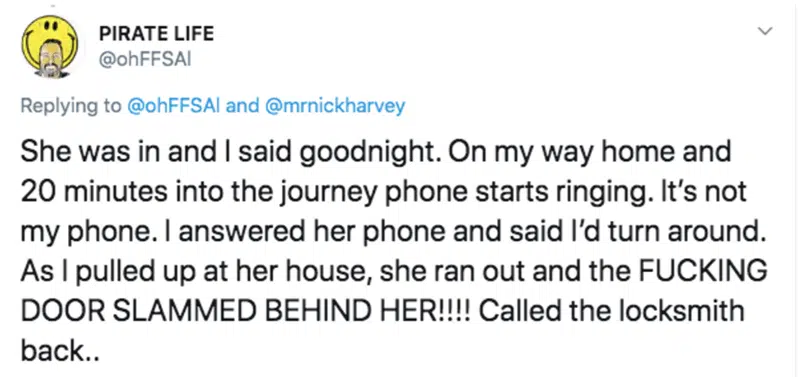 PIRATE LIFE
@ohFFSAl
Replying to @ohFFSAl and @mrnickharvey
She was in and I said goodnight. On my way home and
20 minutes into the journey phone starts ringing. It’s not
my phone. I answered her phone and said I’d turn around.
As I pulled up at her house, she ran out and the FUCKING
DOOR SLAMMED BEHIND HER!!!! Called the locksmith
back..